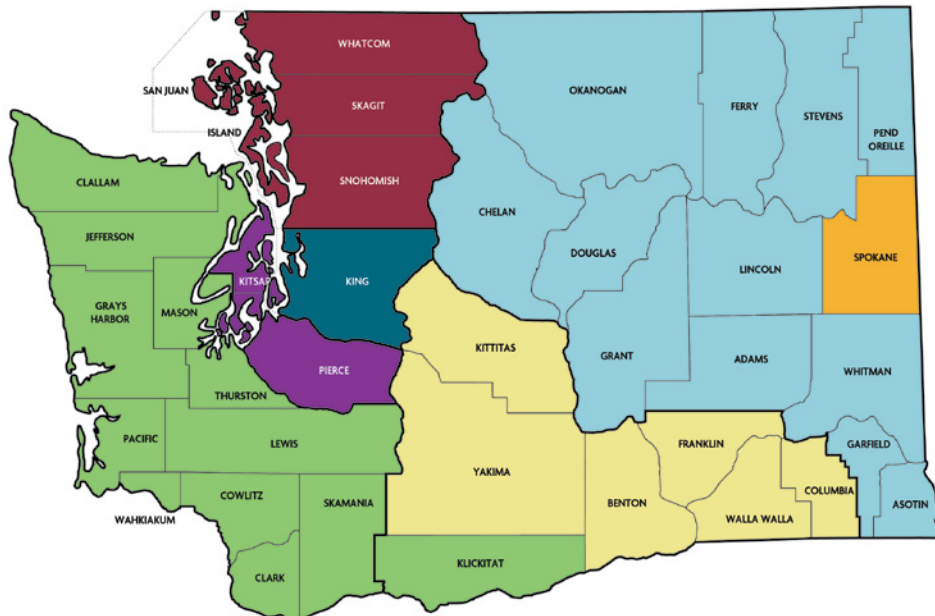 WHATCOM
SAN JUAN
SKAGIT
ISLAND
SNOHOMISH
OKANOGAN
FERRY
STEVENS
PEND
OREILLE
CLALLAM
JEFFERSON
CHELAN
DOUGLAS
LINCOLN
SPOKANE
KITSAP
KING
GRAYS
HARBOR
MASON
KITTITAS
GRANT
ADAMS
WHITMAN
PIERCE
THURSTON
PACIFIC
LEWIS
YAKIMA
FRANKLIN
GARFIELD
COLUMBIA
ASOTIN
WAHKIAKUM
COWLITZ
SKAMANIA
BENTON
WALLA WALLA
CLARK
KLICKITAT